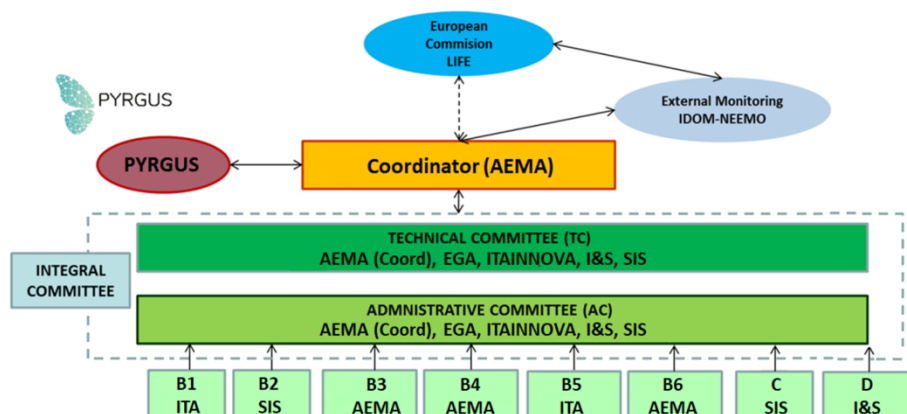 European
Commision
LIFE
PYRGUS
External Monitoring
IDOM-NEEMO
PYRGUS
Coordinator (AEMA)
TECHNICAL COMMITTEE (TC)
AEMA (Coord), EGA, ITAINNOVA, I&S, SIS
INTEGRAL
COMMITTEE
ADMNISTRATIVE COMMITTEE (AC)
AEMA (Coord), EGA, ITAINNOVA, I&S, SIS
B1
ITA
B2
SIS
B3
AEMA
B4
AEMA
B5
ITA
B6
AEMA
C
SIS
D
I&S